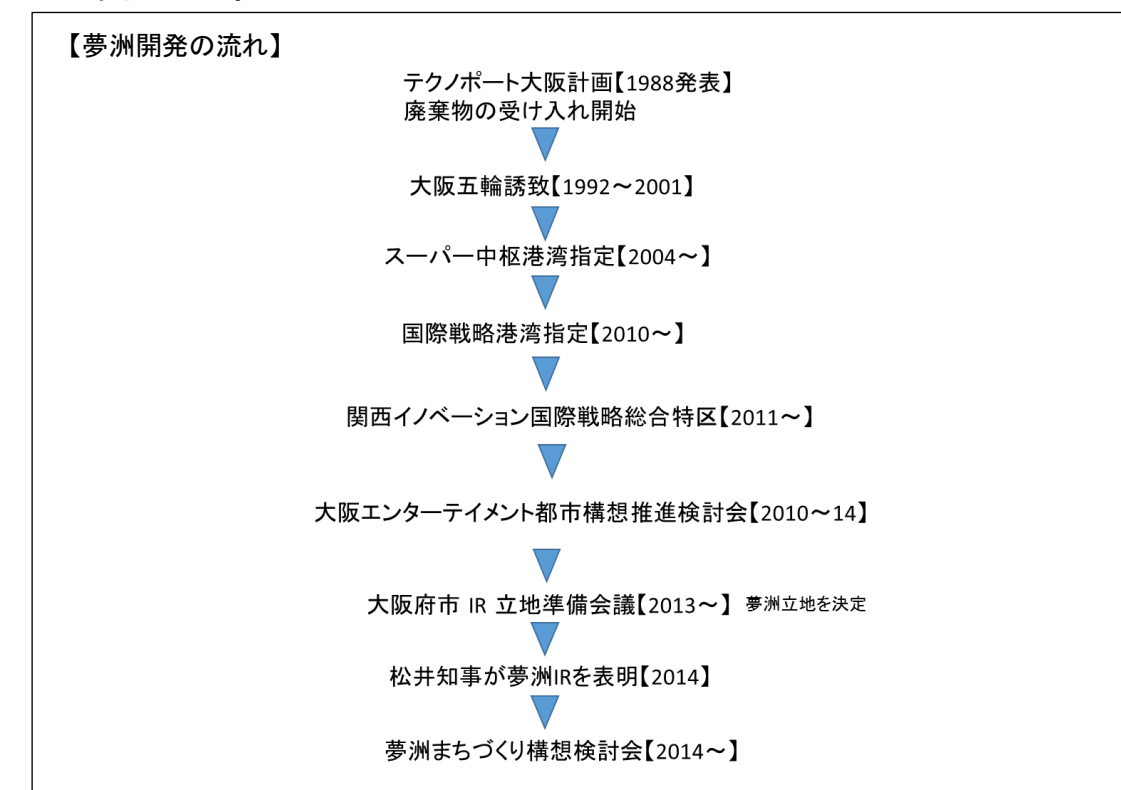 【夢洲開発の流れ】
テクノポート大阪計画【1988発表】
廃棄物の受け入れ開始
大阪五輪誘致【1992～2001】
スーパー中枢港湾指定【2004～】
国際戦略港湾指定【2010～】
関西イノベーション国際戦略総合特区【2011～】
大阪エンターテイメント都市構想推進検討会【2010～14】
大阪府市 IR 立地準備会議【2013～】 夢洲立地を決定
松井知事が夢洲IRを表明【2014】
夢洲まちづくり構想検討会【2014～】